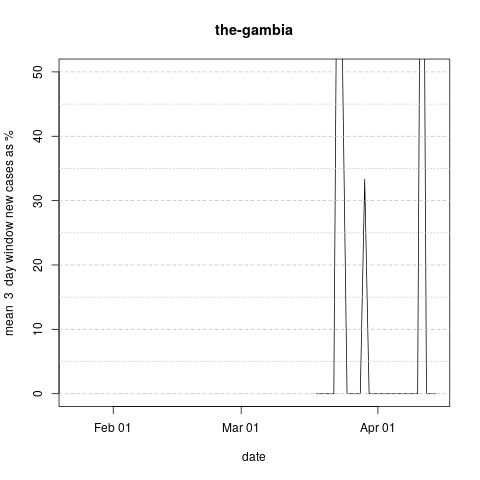 the-gambia
mean 3 day window new cases as %
50
40
30
20
10
0
Feb 01
Mar 01
Apr 01
date